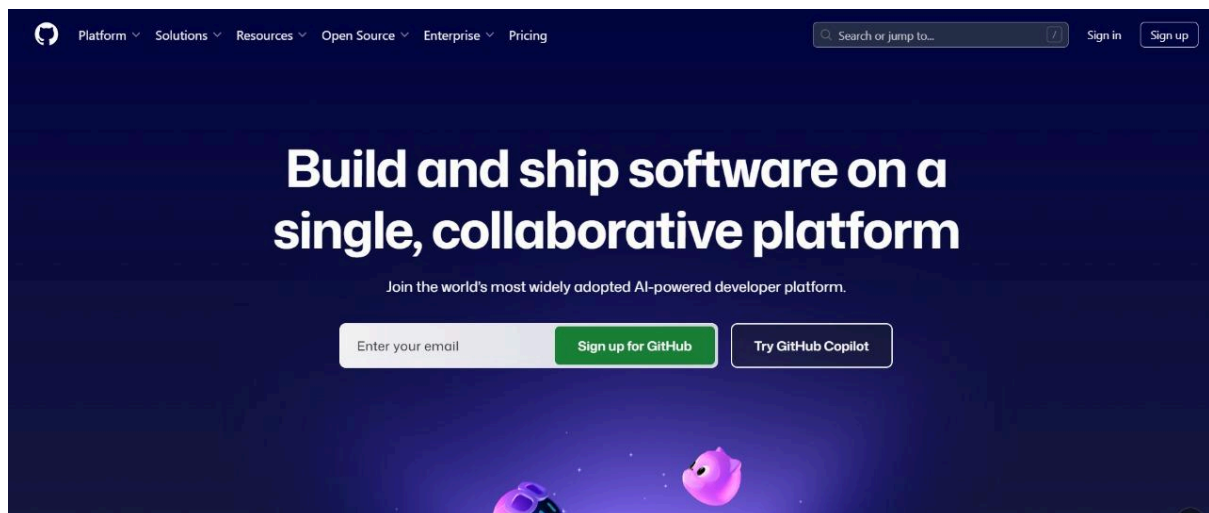 Platform Solutions Resources Open Source Enterprise Pricing Search or jump to... / Sign in Sign up
Build and ship software on a
single, collaborative platform
Join the world's most widely adopted AI-powered developer platform.
Enter your email Sign up for GitHub Try GitHub Copilot